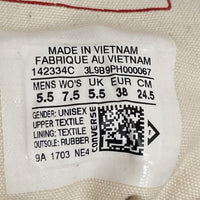 MADE IN VIETNAM
FABRIQUE AU VIETNAM
142334C 3L9B9PH000067
MENS WO'S UK EUR CM
5.5 7.5 5.5 38 24.5
GENDER: UNISEX
UPPER: TEXTILE
LINING: TEXTILE
OUTSOLE: RUBBER
9A 1703 NE4
CONVERSE